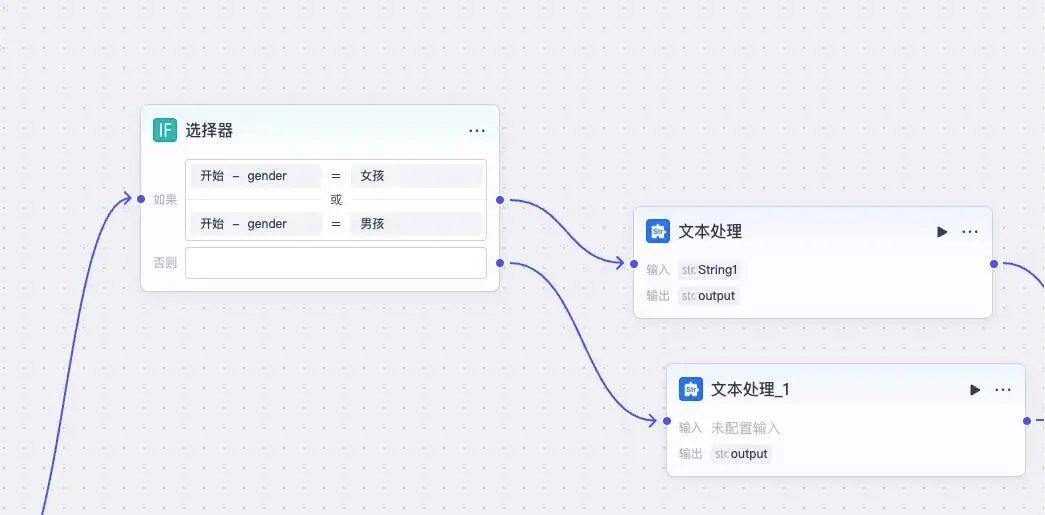 IF 选择器 ...
开始 - gender = 女孩
如果 或
开始 - gender = 男孩
否则
Str 文本处理 ...
输入 str. String1
输出 str. output
Str 文本处理_1 ...
输入 未配置输入
输出 str. output